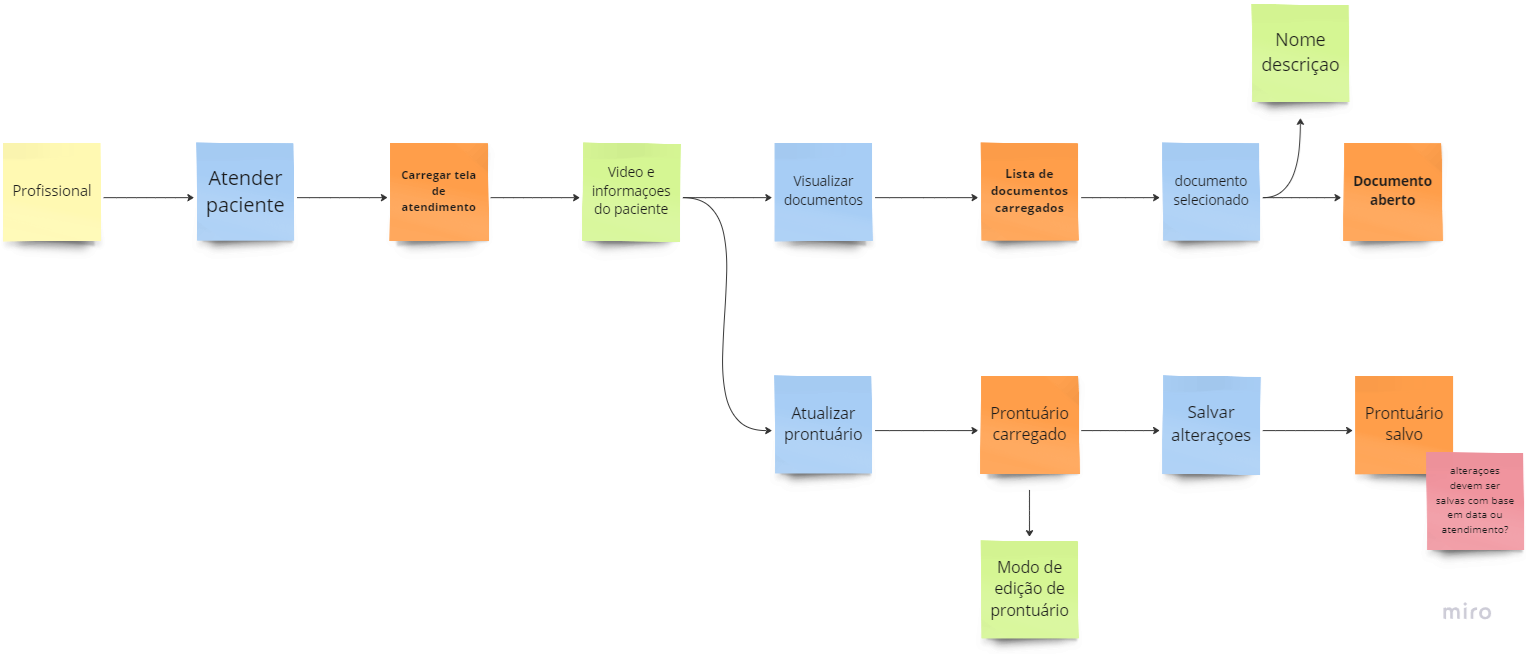 Nome
descriçao
Profissional
Atender
paciente
Carregar tela
de
atendimento
Video e
informaçoes
do paciente
Visualizar
documentos
Lista de
documentos
carregados
documento
selecionado
Documento
aberto
Atualizar
prontuário
Prontuário
carregado
Salvar
alteraçoes
Prontuário
salvo
alteraçoes
devem ser
salvas com base
em data ou
atendimento?
Modo de
edição de
prontuário
miro